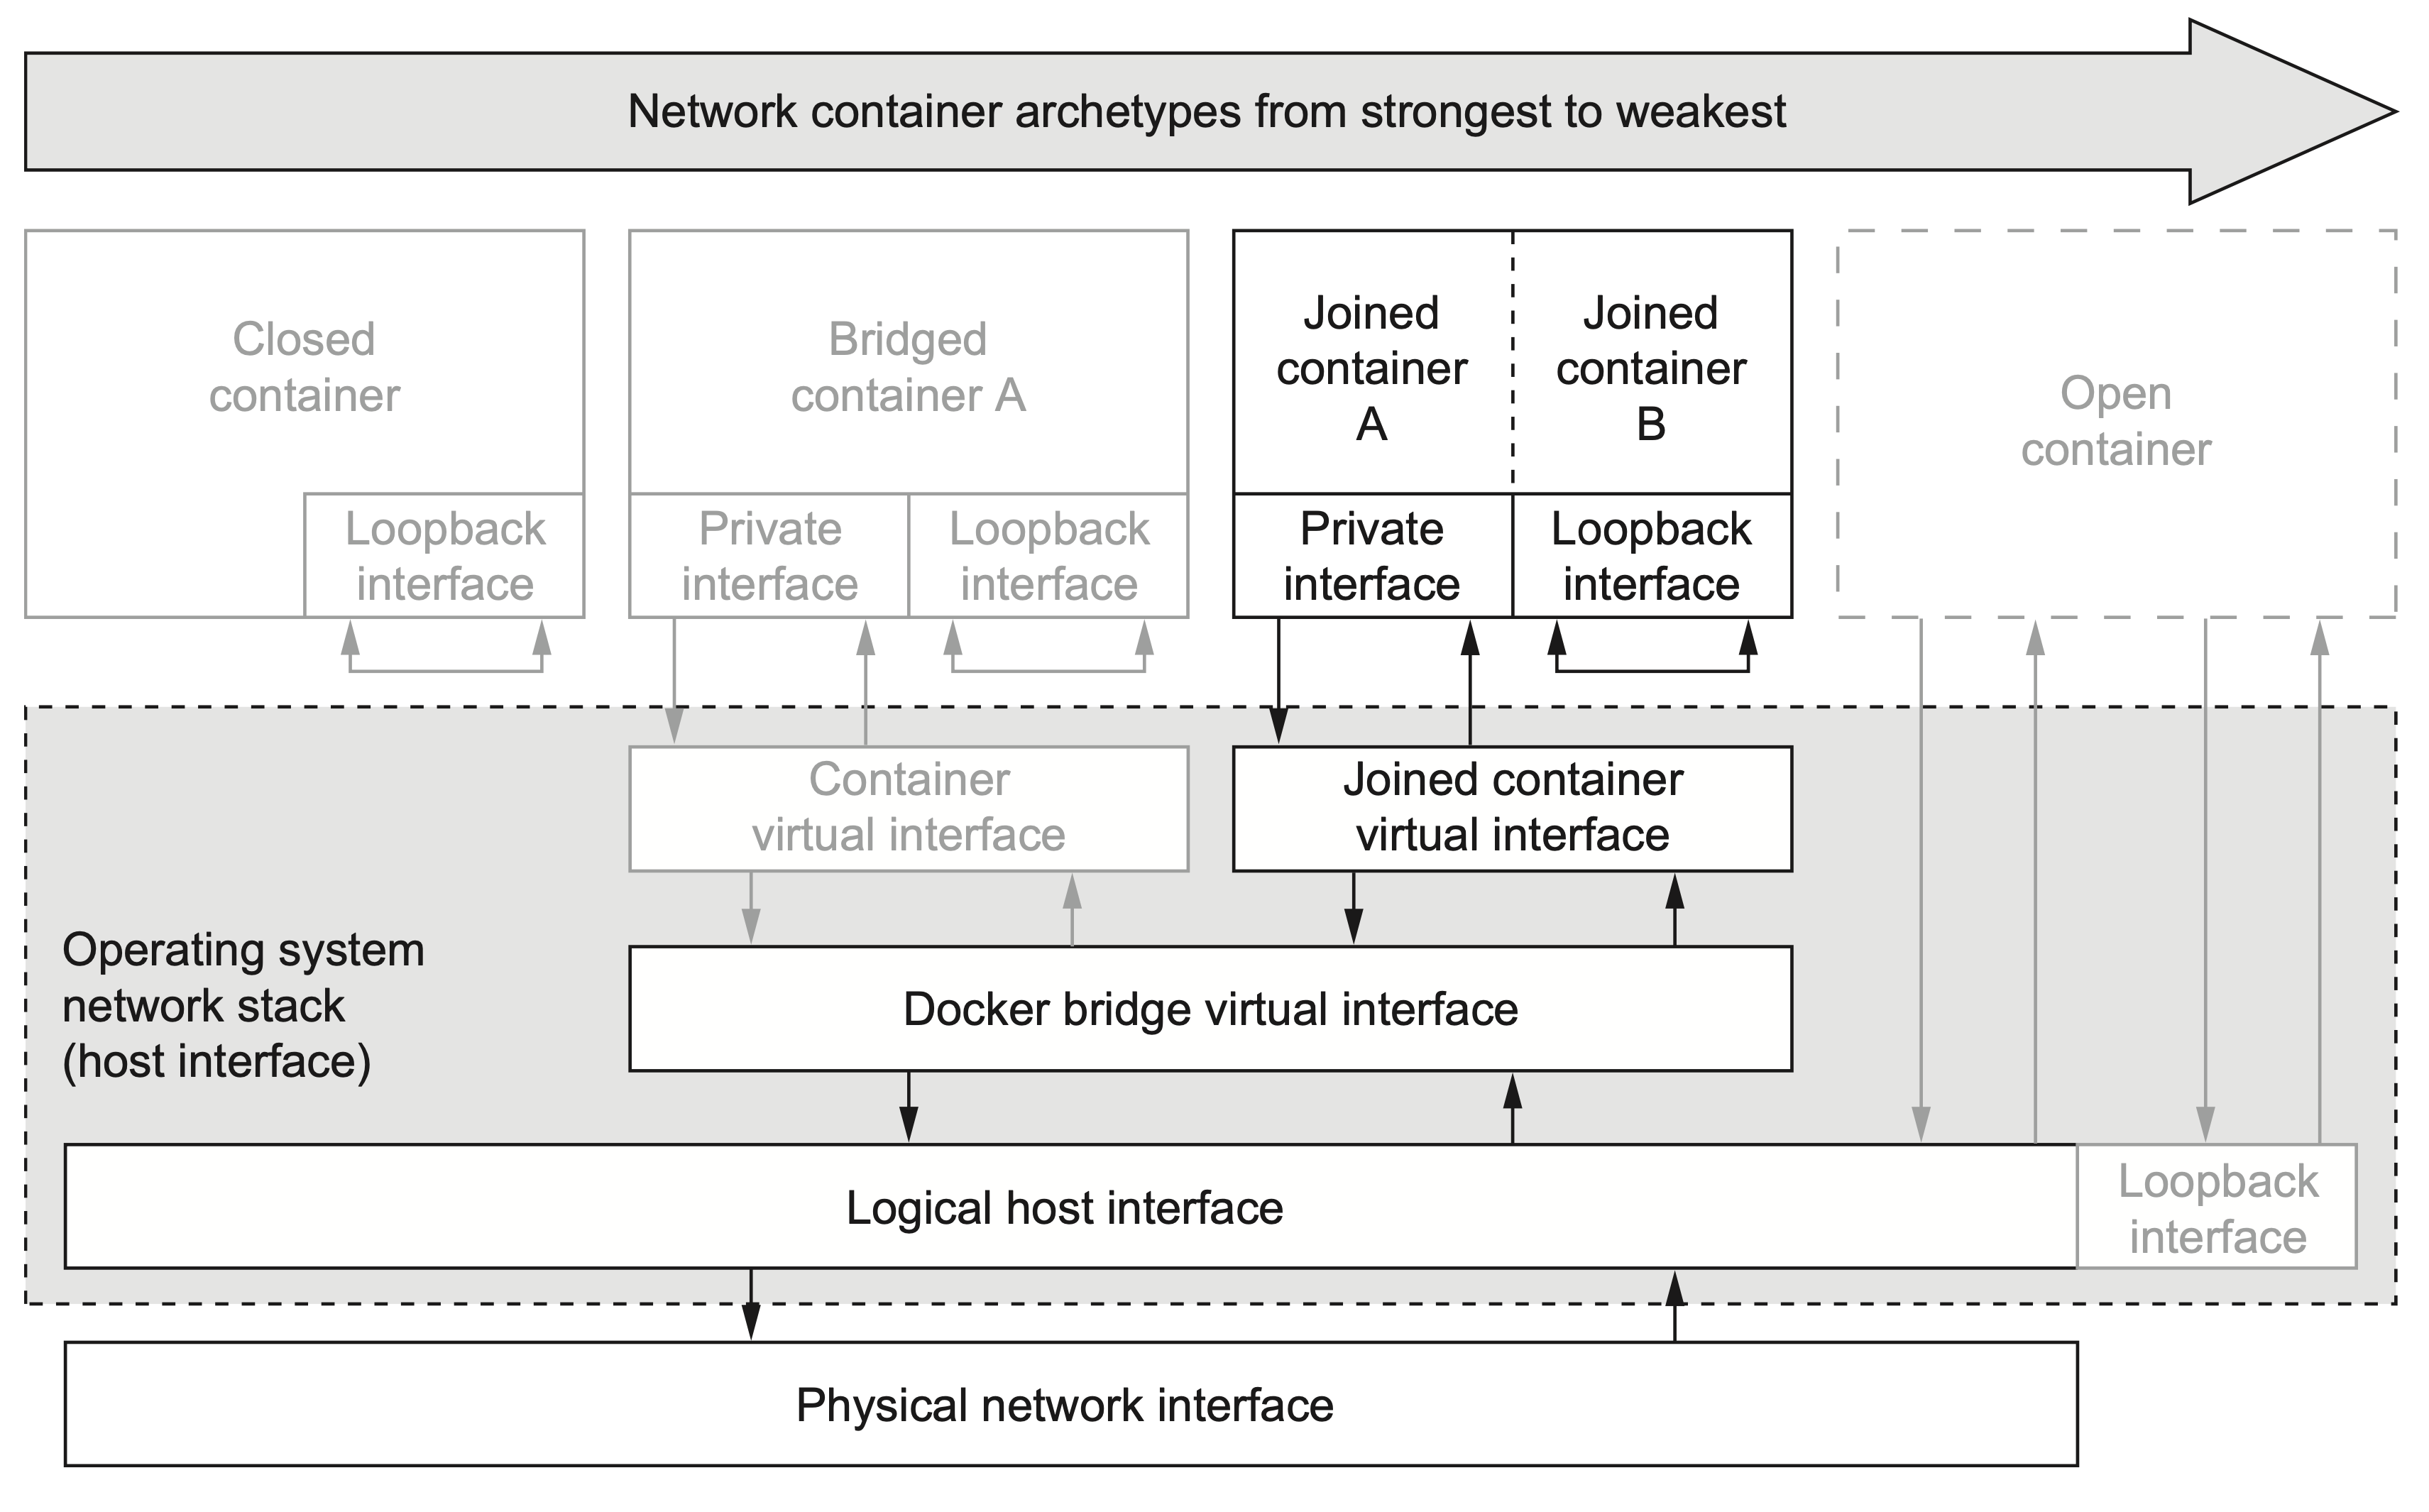 Network container archetypes from strongest to weakest
Closed
container
Loopback
interface
Bridged
container A
Private
interface
Loopback
interface
Joined
container
A
Joined
container
B
Private
interface
Loopback
interface
Open
container
Container
virtual interface
Joined container
virtual interface
Operating system
network stack
(host interface)
Docker bridge virtual interface
Logical host interface
Loopback
interface
Physical network interface